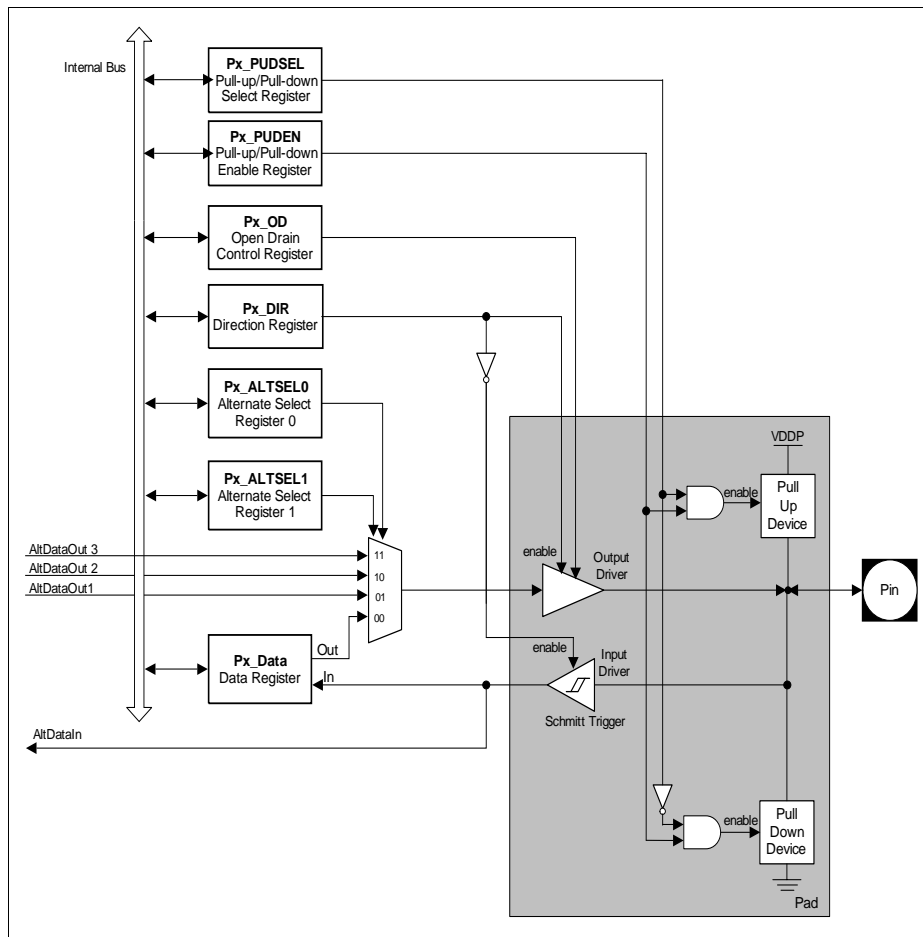 Internal Bus
Px_PUDSEL
Pull-up/Pull-down
Select Register
Px_PUDEN
Pull-up/Pull-down
Enable Register
Px_OD
Open Drain
Control Register
Px_DIR
Direction Register
Px_ALTSEL0
Alternate Select
Register 0
Px_ALTSEL1
Alternate Select
Register 1
AltDataOut 3
AltDataOut 2
AltDataOut1
11
10
01
00
Px_Data
Data Register
Out
In
AltDataIn
enable
Output
Driver
enable
Input
Driver
Schmitt Trigger
VDDP
enable
Pull
Up
Device
Pin
enable
Pull
Down
Device
Pad